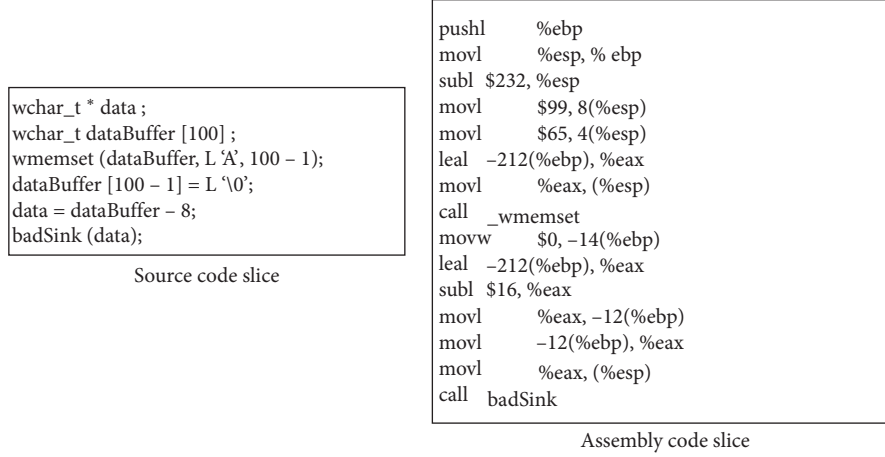 wchar_t * data ;
wchar_t dataBuffer [100] ;
wmemset (dataBuffer, L ‘A’, 100 – 1);
dataBuffer [100 – 1] = L ‘\0’;
data = dataBuffer – 8;
badSink (data);
Source code slice
pushl %ebp
movl %esp, % ebp
subl $232, %esp
movl $99, 8(%esp)
movl $65, 4(%esp)
leal –212(%ebp), %eax
movl %eax, (%esp)
call _wmemset
movw $0, –14(%ebp)
leal –212(%ebp), %eax
subl $16, %eax
movl %eax, –12(%ebp)
movl –12(%ebp), %eax
movl %eax, (%esp)
call badSink
Assembly code slice